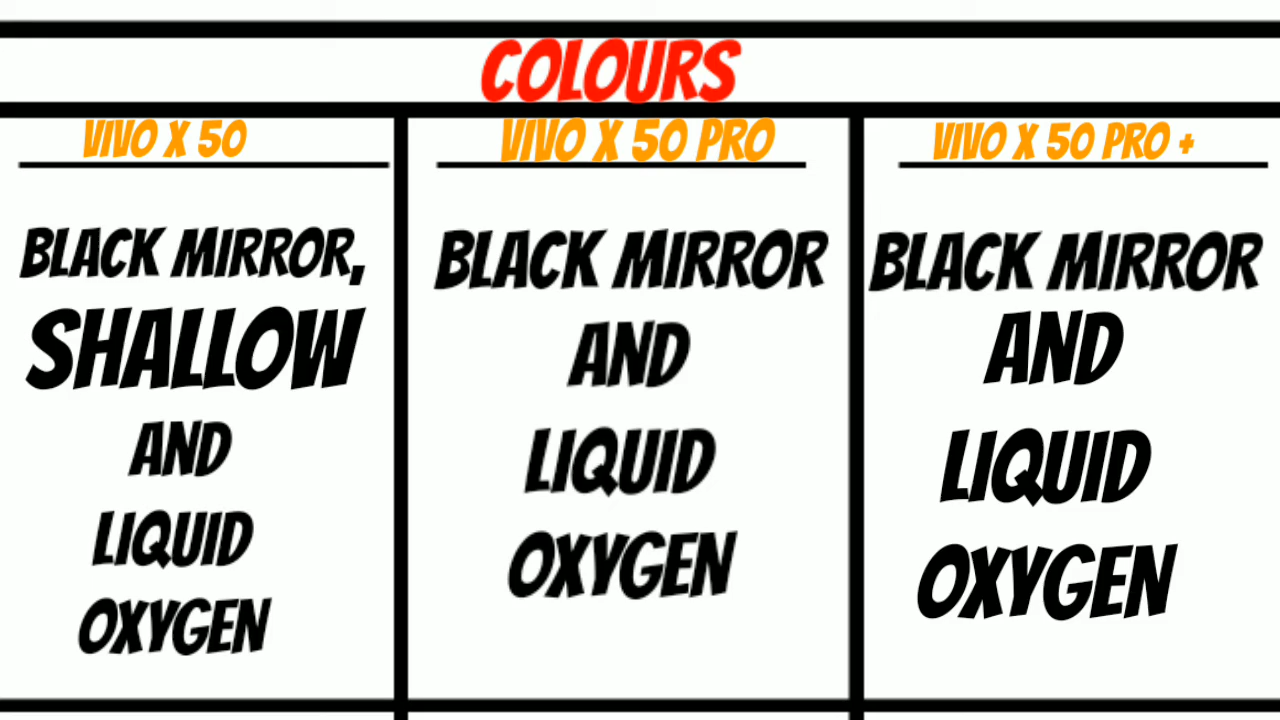 COLOURS
VIVO X 50
BLACK MIRROR,
SHALLOW
AND
LIQUID
OXYGEN
VIVO X 50 PRO
BLACK MIRROR
AND
LIQUID
OXYGEN
VIVO X 50 PRO +
BLACK MIRROR
AND
LIQUID
OXYGEN